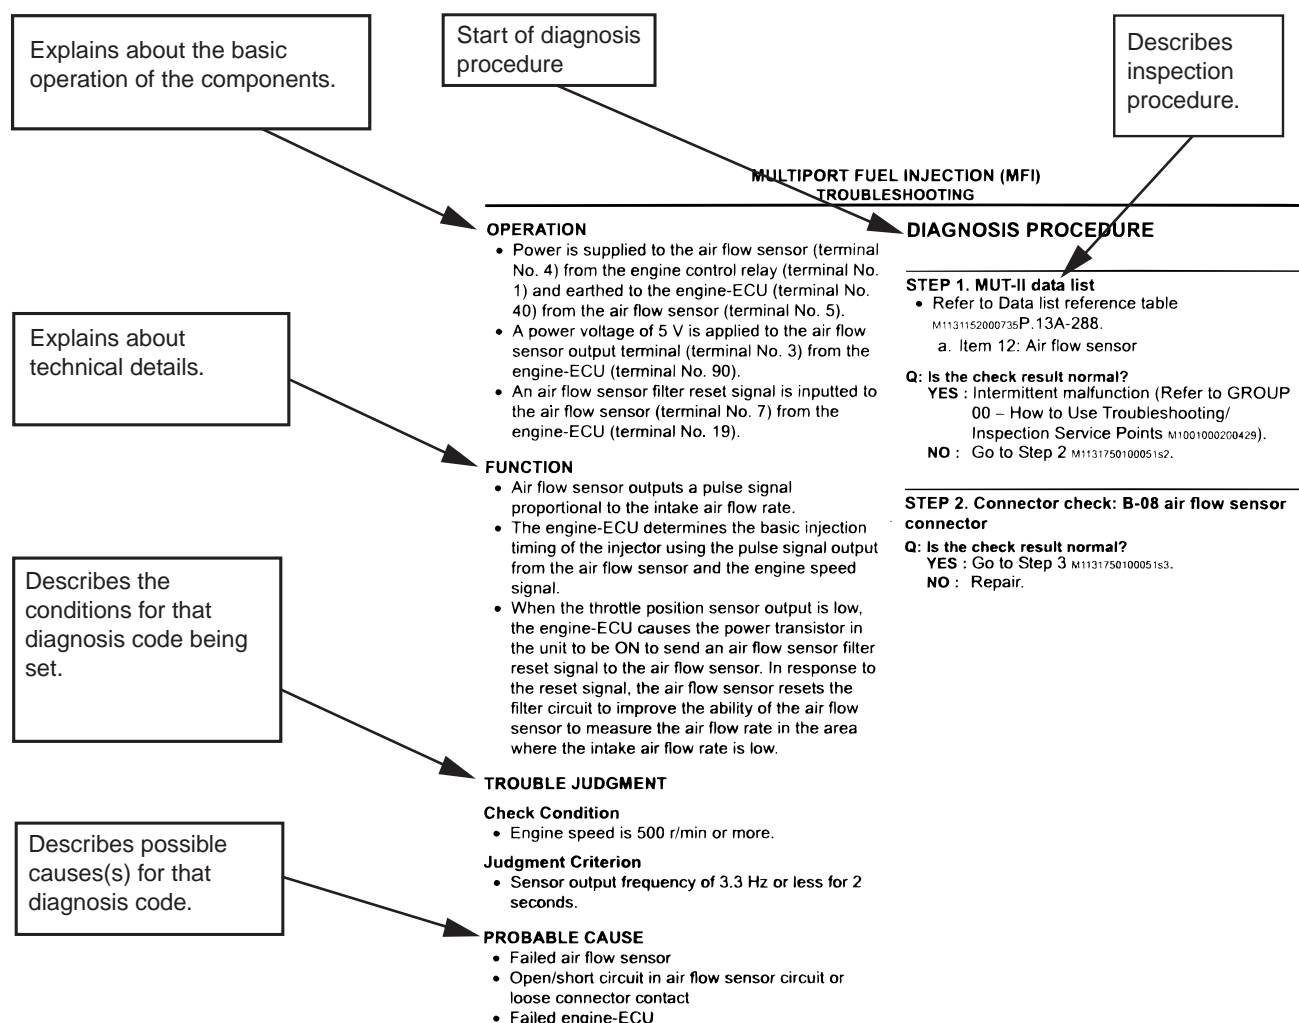 Explains about the basic
operation of the components.
Start of diagnosis
procedure
Describes
inspection
procedure.
MULTIPORT FUEL INJECTION (MFI)
TROUBLESHOOTING
OPERATION
• Power is supplied to the air flow sensor (terminal
No. 4) from the engine control relay (terminal No.
1) and earthed to the engine-ECU (terminal No.
40) from the air flow sensor (terminal No. 5).
• A power voltage of 5 V is applied to the air flow
sensor output terminal (terminal No. 3) from the
engine-ECU (terminal No. 90).
• An air flow sensor filter reset signal is inputted to
the air flow sensor (terminal No. 7) from the
engine-ECU (terminal No. 19).
Explains about
technical details.
FUNCTION
• Air flow sensor outputs a pulse signal
proportional to the intake air flow rate.
• The engine-ECU determines the basic injection
timing of the injector using the pulse signal output
from the air flow sensor and the engine speed
signal.
• When the throttle position sensor output is low,
the engine-ECU causes the power transistor in
the unit to be ON to send an air flow sensor filter
reset signal to the air flow sensor. In response to
the reset signal, the air flow sensor resets the
filter circuit to improve the ability of the air flow
sensor to measure the air flow rate in the area
where the intake air flow rate is low.
Describes the
conditions for that
diagnosis code being
set.
TROUBLE JUDGMENT
Check Condition
• Engine speed is 500 r/min or more.
Judgment Criterion
• Sensor output frequency of 3.3 Hz or less for 2
seconds.
Describes possible
causes(s) for that
diagnosis code.
PROBABLE CAUSE
• Failed air flow sensor
• Open/short circuit in air flow sensor circuit or
loose connector contact
• Failed engine-ECU
DIAGNOSIS PROCEDURE
STEP 1. MUT-II data list
• Refer to Data list reference table
M1131152000735P.13A-288.
a. Item 12: Air flow sensor
Q: Is the check result normal?
YES : Intermittent malfunction (Refer to GROUP
00 – How to Use Troubleshooting/
Inspection Service Points M1001000200429).
NO : Go to Step 2 M1131750100051s2.
STEP 2. Connector check: B-08 air flow sensor
connector
Q: Is the check result normal?
YES : Go to Step 3 M1131750100051s3.
NO : Repair.